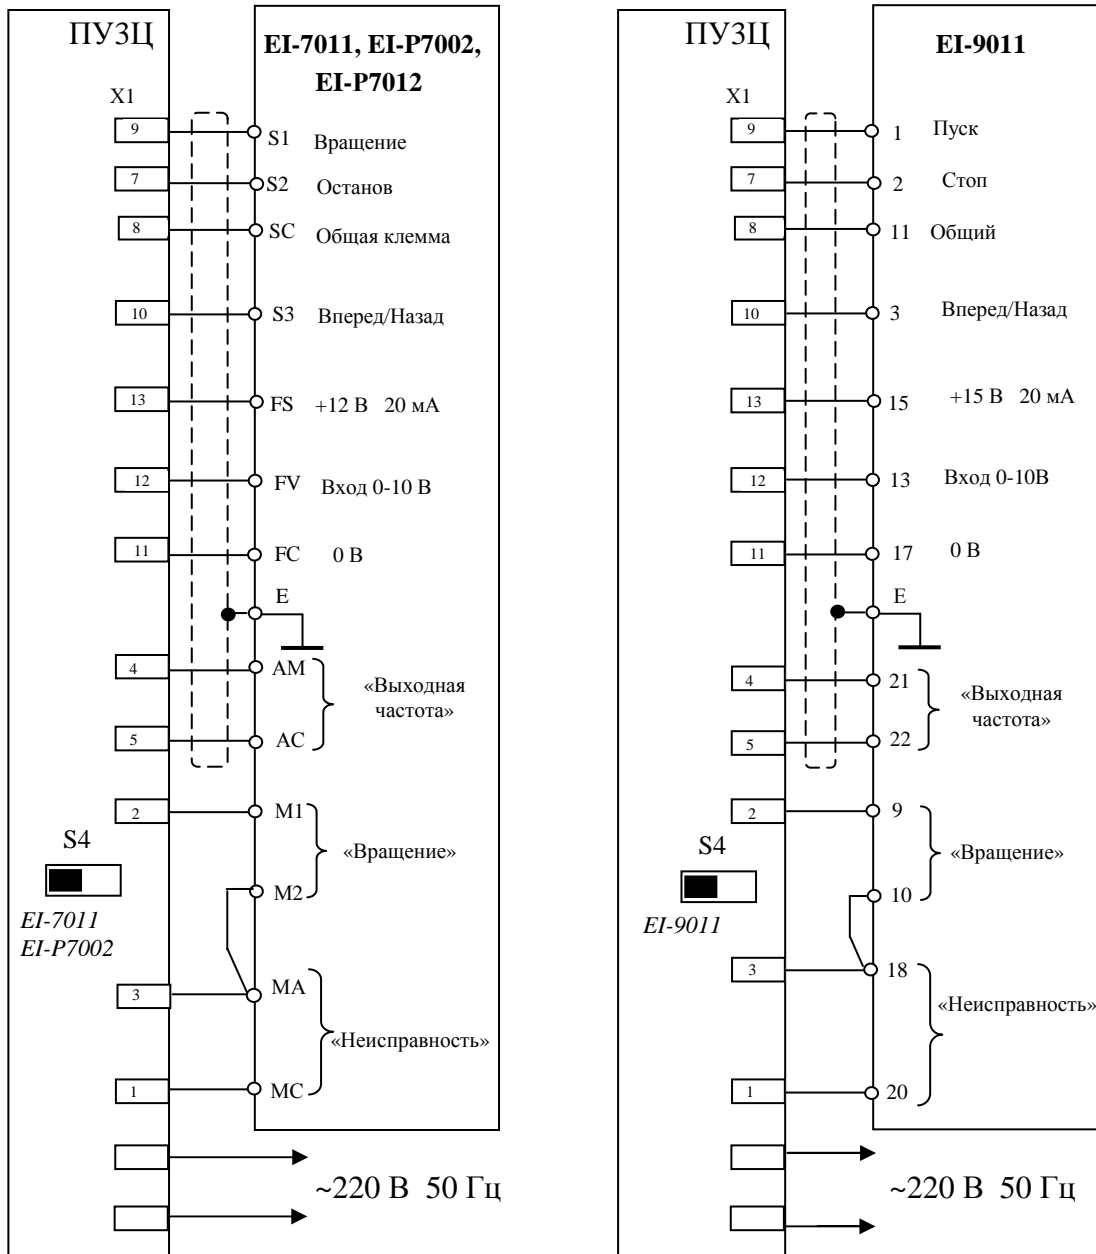 ПУЗЦ
EI-7011, EI-P7002,
EI-P7012
X1
9 S1 Вращение
7 S2 Останов
8 SC Общая клемма
10 S3 Вперед/Назад
13 FS +12 В 20 мА
12 FV Вход 0-10 В
11 FC 0 В
E
4 AM
«Выходная
частота»
5 AC
2 M1
S4
«Вращение»
M2
EI-7011
EI-P7002
3 MA
«Неисправность»
1 MC
~220 В 50 Гц
ПУЗЦ
EI-9011
X1
9 1 Пуск
7 2 Стоп
8 11 Общий
10 3 Вперед/Назад
13 15 +15 В 20 мА
12 13 Вход 0-10В
11 17 0 В
E
4 21
«Выходная
частота»
5 22
2 9
S4
«Вращение»
10
EI-9011
3 18
«Неисправность»
1 20
~220 В 50 Гц